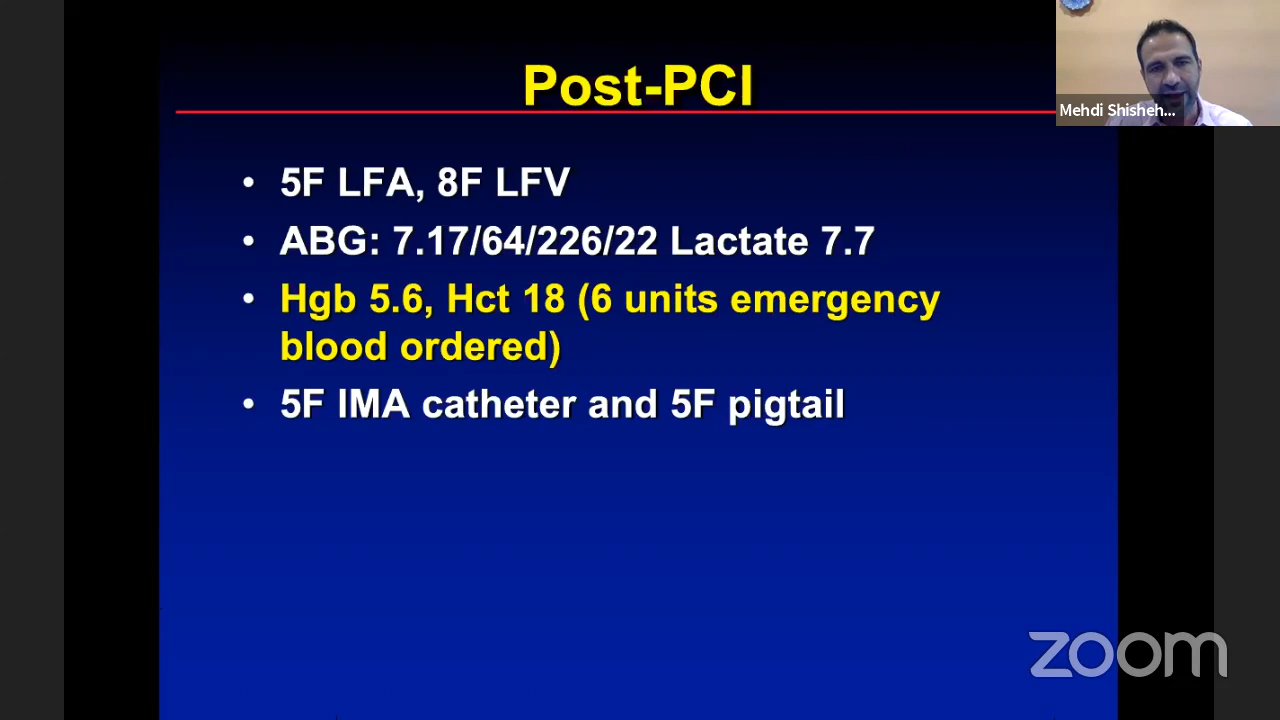 Post-PCI
Mehdi Shisheh...
• 5F LFA, 8F LFV
• ABG: 7.17/64/226/22 Lactate 7.7
• Hgb 5.6, Hct 18 (6 units emergency
blood ordered)
• 5F IMA catheter and 5F pigtail
zoom